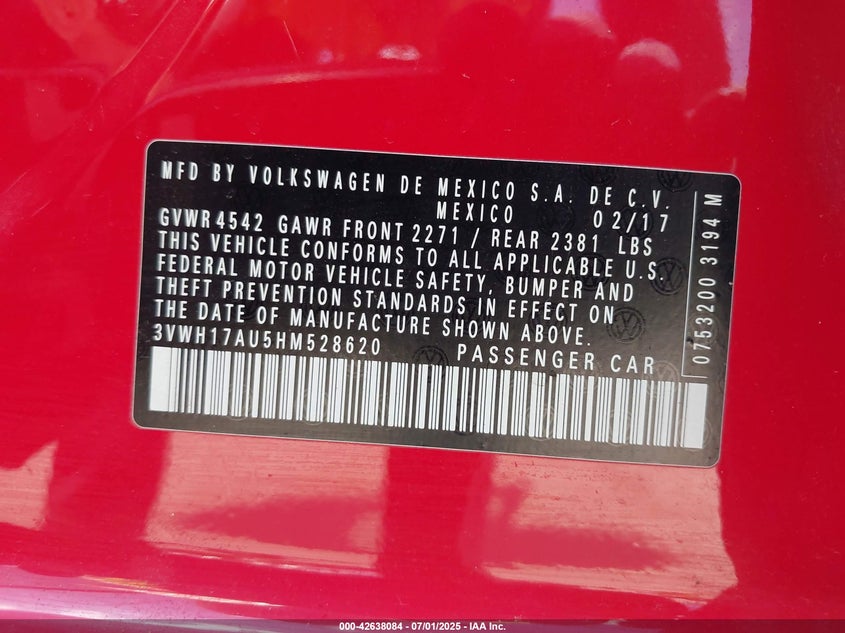 MFD BY VOLKSWAGEN DE MEXICO S.A. DE C.V.
MEXICO 02/17
GVWR 4542 GAWR FRONT 2271 / REAR 2381 LBS
THIS VEHICLE CONFORMS TO ALL APPLICABLE U.S.
FEDERAL MOTOR VEHICLE SAFETY, BUMPER AND
THEFT PREVENTION STANDARDS IN EFFECT ON
THE DATE OF MANUFACTURE SHOWN ABOVE.
3VWH17AU5HM528620 PASSENGER CAR
0753200 3194 M
000-42638084 - 07/01/2025 - IAA Inc.